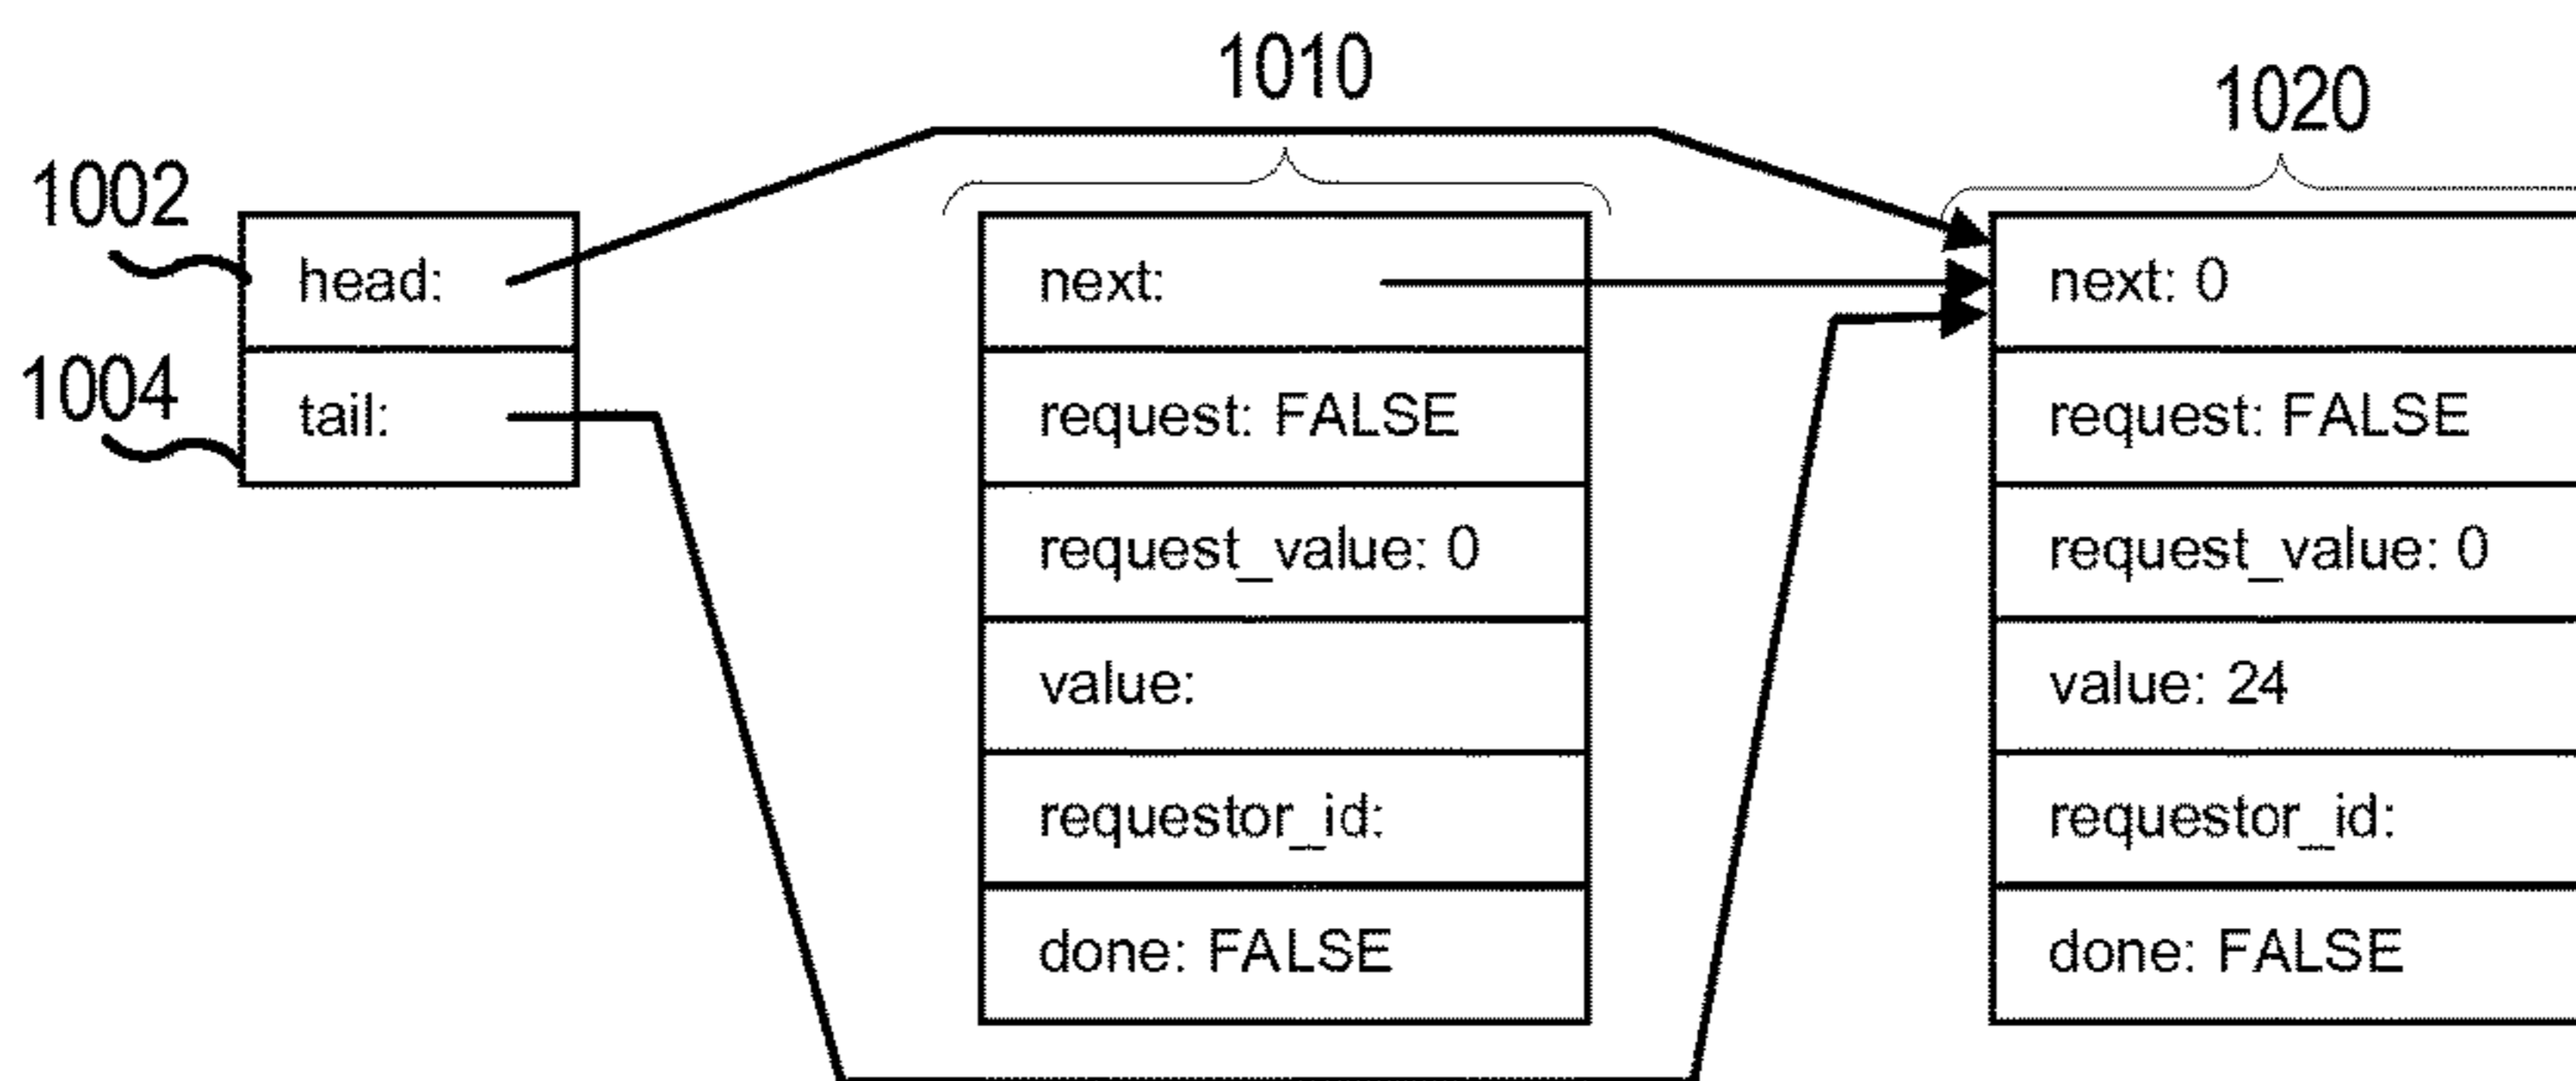 1010
1020
1002
head:
1004
tail:
next:
request: FALSE
request_value: 0
value:
requestor_id:
done: FALSE
next: 0
request: FALSE
request_value: 0
value: 24
requestor_id:
done: FALSE